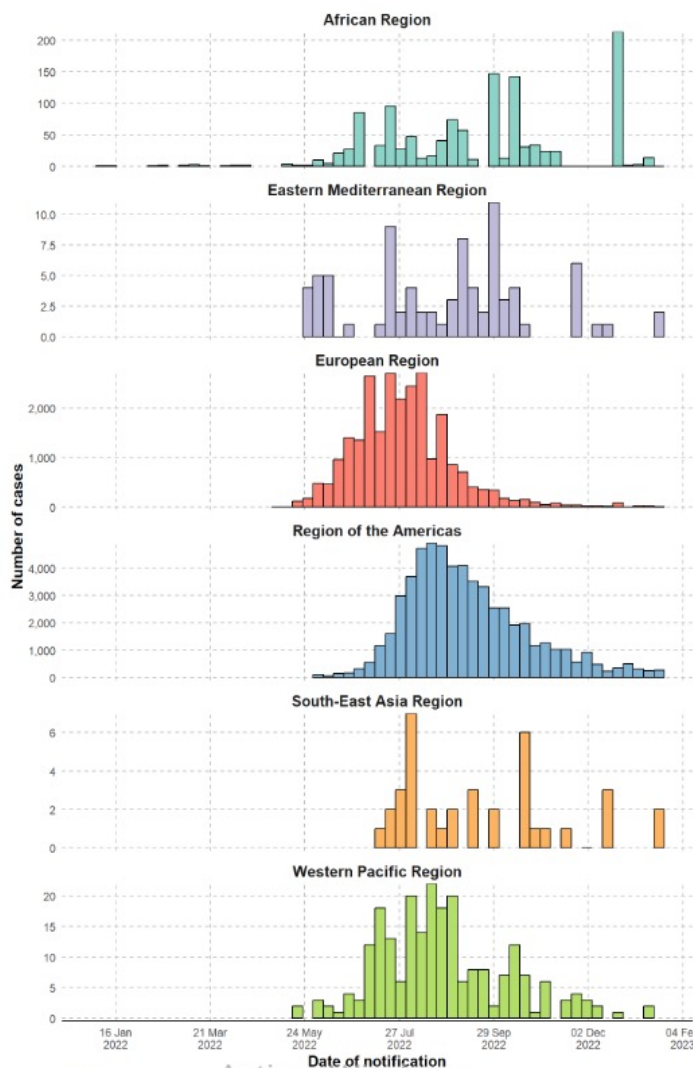 African Region
200
150
100
50
0
Eastern Mediterranean Region
10.0
7.5
5.0
2.5
0.0
European Region
2,000
1,000
0
Number of cases
Region of the Americas
4,000
3,000
2,000
1,000
0
South-East Asia Region
6
4
2
0
Western Pacific Region
20
15
10
5
0
16 Jan 21 Mar 24 May 27 Jul 29 Sep 02 Dec 04 Fe
2022 2022 2022 2022 2022 2022 2023
Date of notification